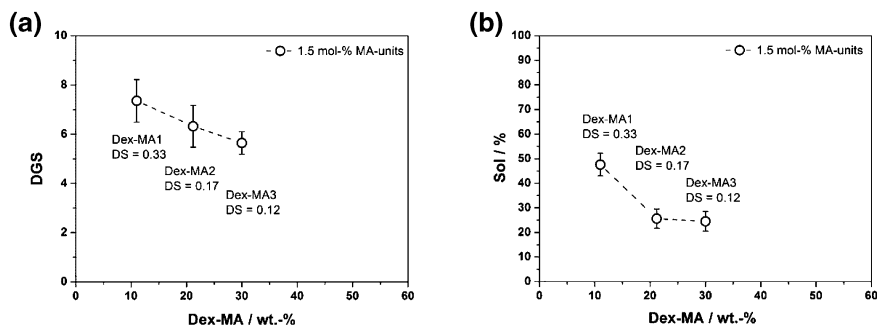 (a)
10
8
6
4
2
0
DGS
1.5 mol-% MA-units
Dex-MA1
DS = 0.33
Dex-MA2
DS = 0.17
Dex-MA3
DS = 0.12
0 10 20 30 40 50 60
Dex-MA / wt.-%
(b)
100
90
80
70
60
50
40
30
20
10
0
Sol / %
1.5 mol-% MA-units
Dex-MA1
DS = 0.33
Dex-MA2
DS = 0.17
Dex-MA3
DS = 0.12
0 10 20 30 40 50 60
Dex-MA / wt.-%